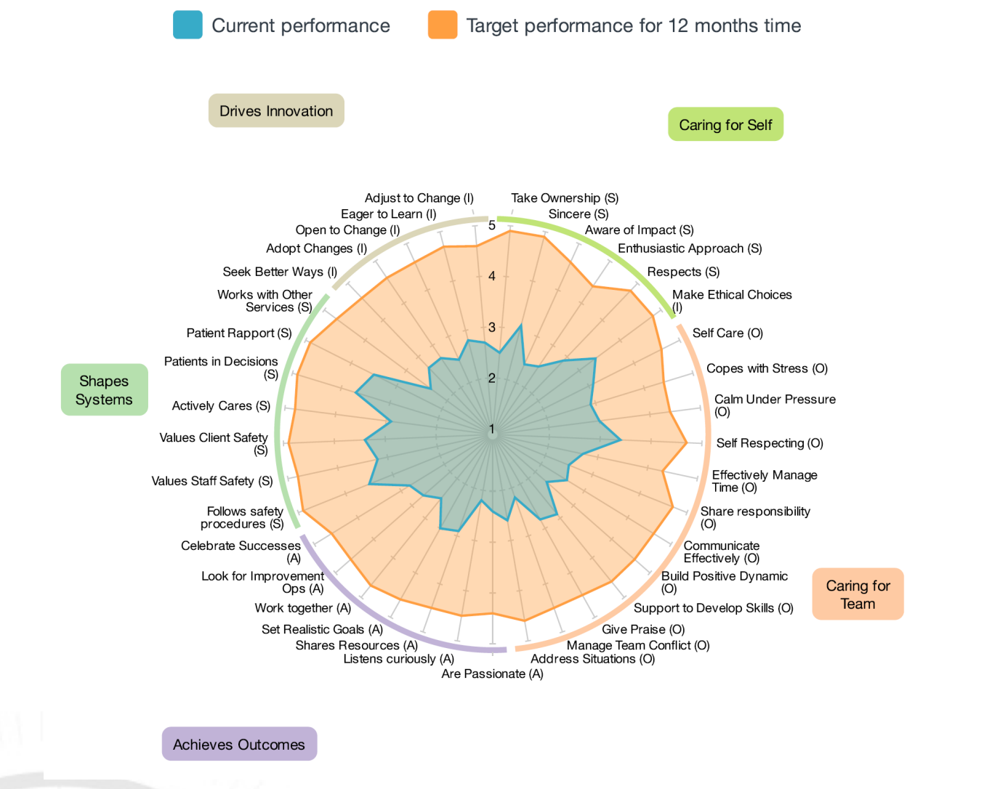 Current performance
Target performance for 12 months time
Drives Innovation
Caring for Self
Adjust to Change (I)
Take Ownership (S)
Eager to Learn (I)
Sincere (S)
Open to Change (I)
5
Aware of Impact (S)
Adopt Changes (I)
Enthusiastic Approach (S)
Seek Better Ways (I)
4
Respects (S)
Works with Other
Services (S)
Make Ethical Choices
(I)
Patient Rapport (S)
3
Self Care (O)
Patients in Decisions
(S)
Copes with Stress (O)
Shapes
Systems
2
Actively Cares (S)
Calm Under Pressure
(O)
1
Values Client Safety
(S)
Self Respecting (O)
Values Staff Safety (S)
Effectively Manage
Time (O)
Follows safety
procedures (S)
Share responsibility
(O)
Celebrate Successes
(A)
Communicate
Effectively (O)
Look for Improvement
Ops (A)
Build Positive Dynamic
(O)
Caring for
Team
Work together (A)
Support to Develop Skills (O)
Set Realistic Goals (A)
Give Praise (O)
Shares Resources (A)
Manage Team Conflict (O)
Listens curiously (A)
Address Situations (O)
Are Passionate (A)
Achieves Outcomes